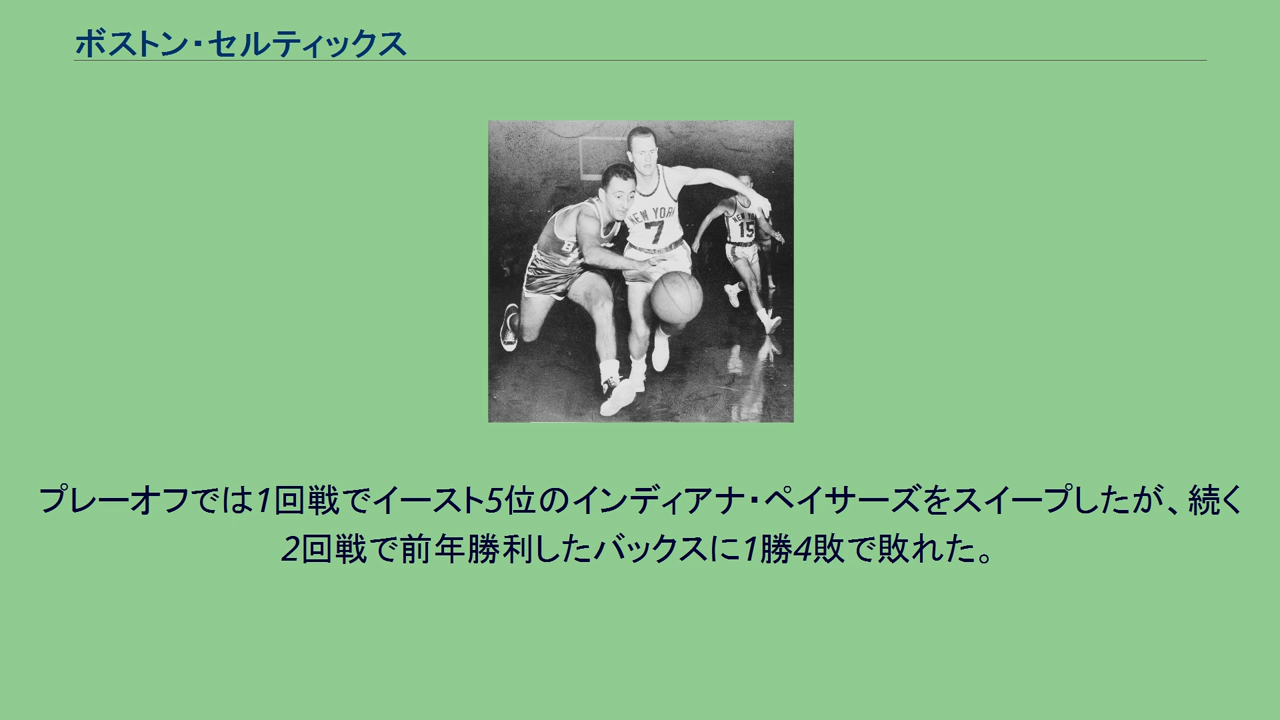 ボストン・セルティックス
NEW YORK
7
NEW YO
15
プレーオフでは1回戦でイースト5位のインディアナ・ペイサーズをスイープしたが、続く
2回戦で前年勝利したバックスに1勝4敗で敗れた。